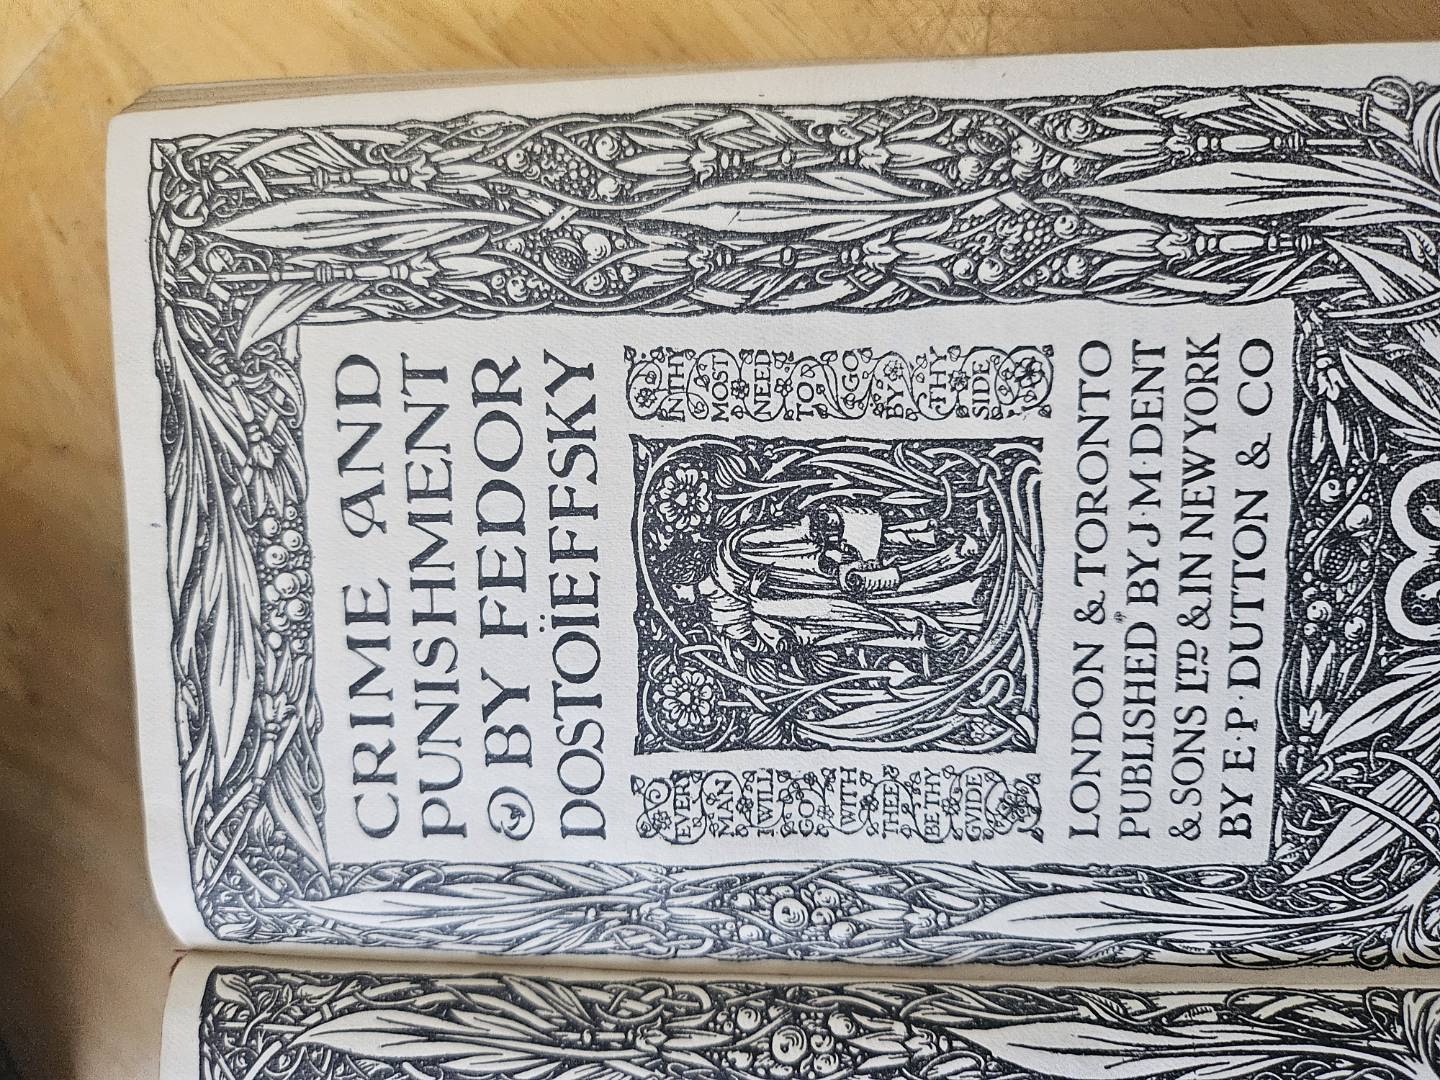 CRIME AND
PUNISHMENT
BY FEDOR
DOSTOÏEFFSKY
EVERY
MAN
I WILL
GO
WITH
THEE
BE THY
GVIDE
IN THY
MOST
NEED
TO
GO
BY
THY
SIDE
LONDON & TORONTO
PUBLISHED BY J·M·DENT
& SONS LTD & IN NEW YORK
BY E·P·DUTTON & CO